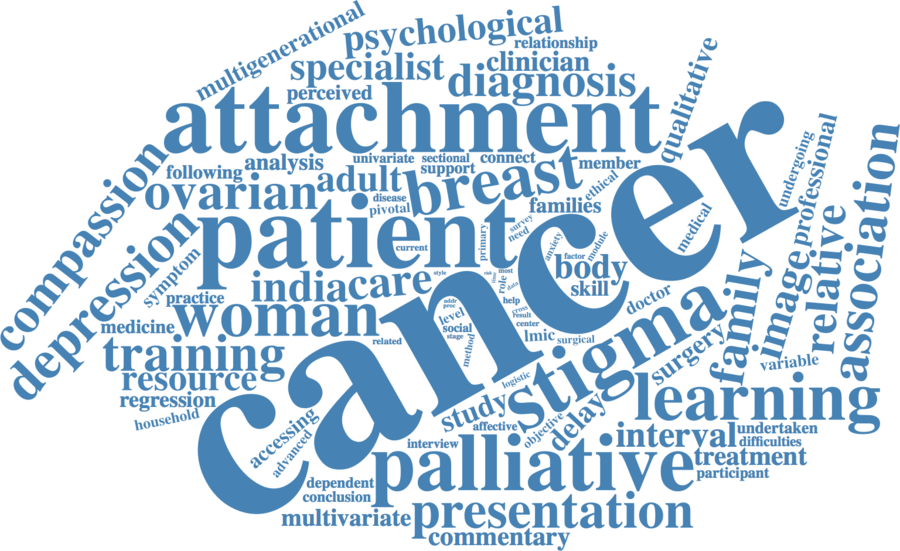 multigenerational
psychological
relationship
specialist
clinician
perceived
diagnosis
qualitative
attachment
compassion
following
analysis
univariate
sectional
connect
member
support
undergoing
professional
association
ovarian
adult
breast
ethical
disease
pivotal
families
depression
patient
current
primary
survey
need
anxiety
factor
module
medical
relative
symptom
india
care
style
risk
most
data
role
body
skill
image
family
practice
medicine
woman
addr
proc
level
social
stage
help
cross
result
center
lmic
surgical
doctor
related
method
cancer
training
resource
logistic
stigma
surgery
variable
regression
household
study
affective
objective
delay
learning
accessing
advanced
interview
interval
undertaken
difficulties
palliative
treatment
participant
dependent
conclusion
multivariate
presentation
commentary